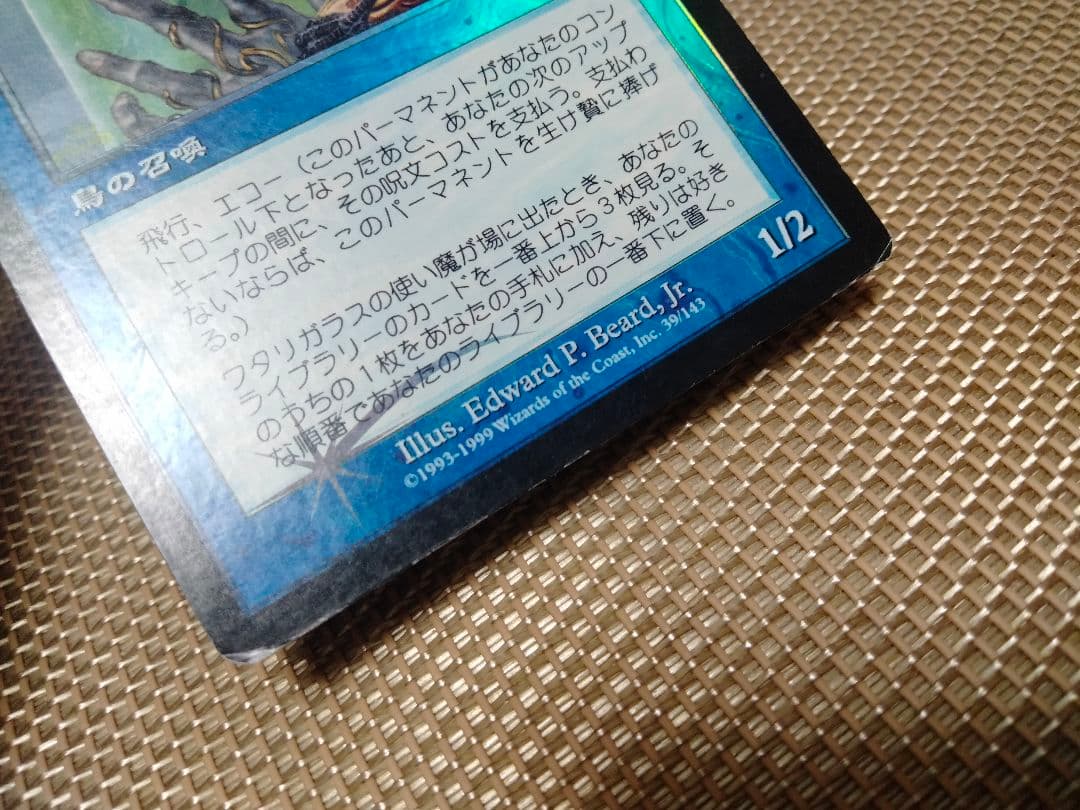 鳥の召喚
飛行、エコー（このパーマネントがあなたのコン
トロール下となったあと、あなたの次のアップ
キープの間に、その呪文コストを支払う。支払わ
ないならば、このパーマネントを生け贄に捧げ
る。）
ワタリガラスの使い魔が場に出たとき、あなたの
ライブラリーのカードを一番上から３枚見る。そ
のうちの１枚をあなたの手札に加え、残りは好き
な順番であなたのライブラリーの一番下に置く。
1/2
Illus. Edward P. Beard, Jr.
©1993-1999 Wizards of the Coast, Inc. 39/143